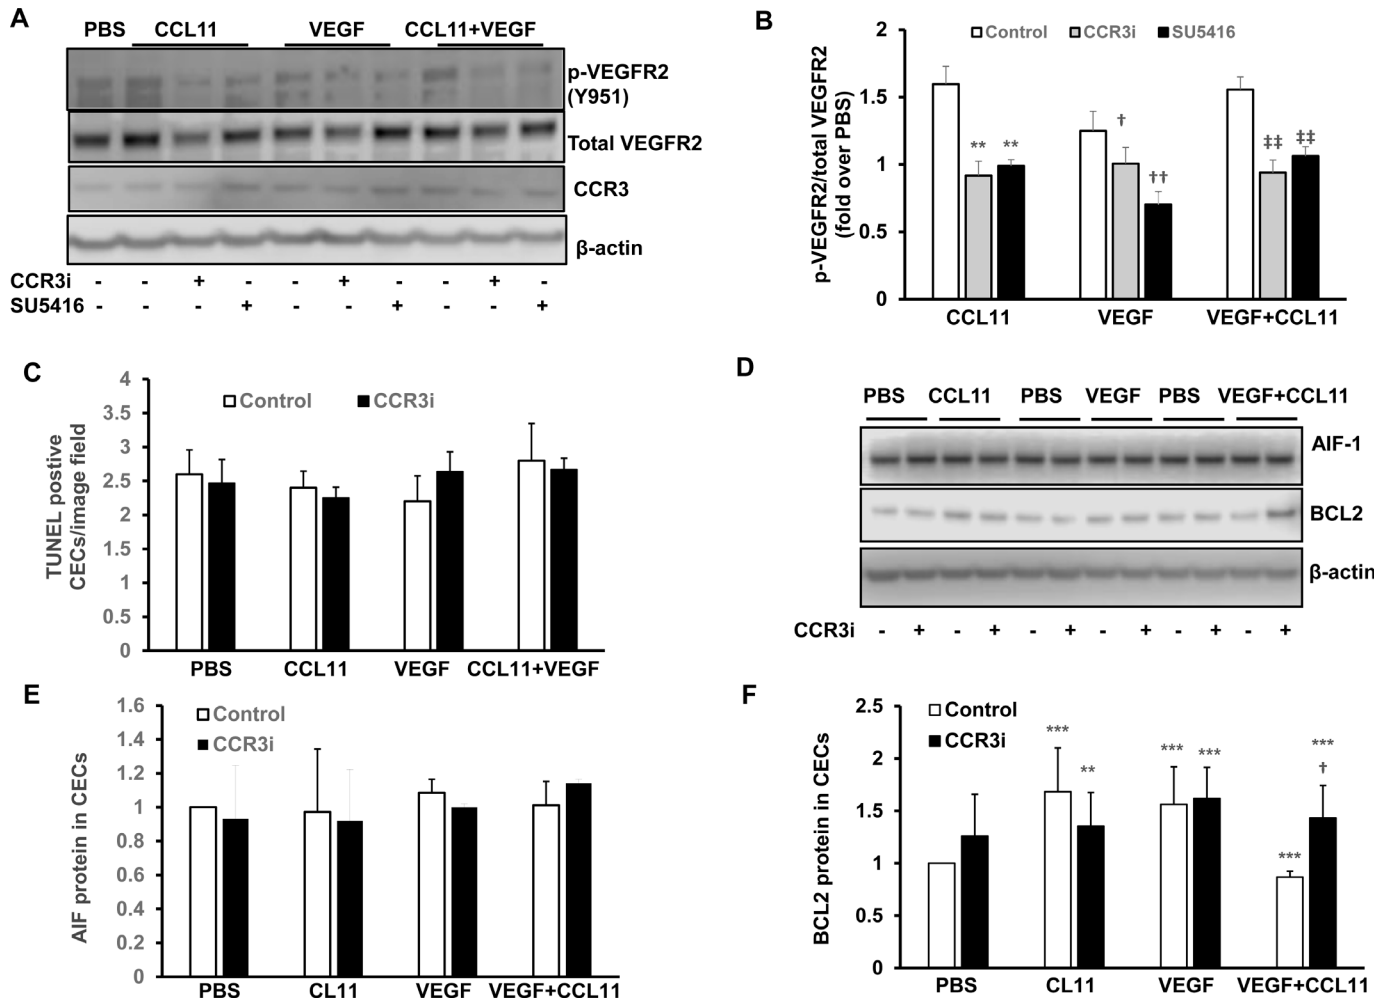 A
PBS CCL11 VEGF CCL11+VEGF
p-VEGFR2
(Y951)
Total VEGFR2
CCR3
β-actin
CCR3i - - + - - + - - + -
SU5416 - - - + - - + - - +
B
Control CCR3i SU5416
p-VEGFR2/total VEGFR2
(fold over PBS)
2
1.5
1
0.5
0
** **
†
††
‡‡ ‡‡
CCL11 VEGF VEGF+CCL11
C
Control CCR3i
TUNEL postive
CECs/image field
4
3.5
3
2.5
2
1.5
1
0.5
0
PBS CCL11 VEGF CCL11+VEGF
D
PBS CCL11 PBS VEGF PBS VEGF+CCL11
AIF-1
BCL2
β-actin
CCR3i - + - + - + - + - + - +
E
Control
CCR3i
AIF protein in CECs
1.6
1.4
1.2
1
0.8
0.6
0.4
0.2
0
PBS CL11 VEGF VEGF+CCL11
F
Control
CCR3i
BCL2 protein in CECs
2.5
2
1.5
1
0.5
0
*** **
*** ***
***
†
***
PBS CL11 VEGF VEGF+CCL11